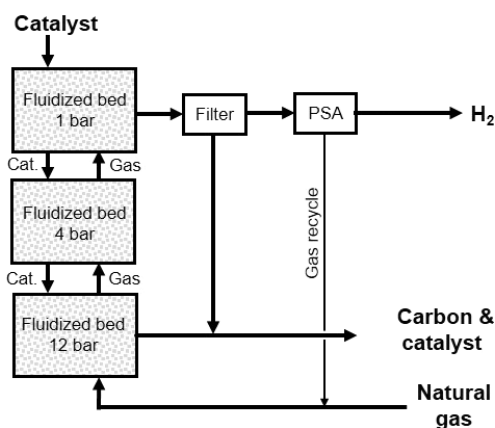 Catalyst
Fluidized bed
1 bar
Filter
PSA
H₂
Cat.
Gas
Fluidized bed
4 bar
Gas recycle
Cat.
Gas
Fluidized bed
12 bar
Carbon &
catalyst
Natural
gas